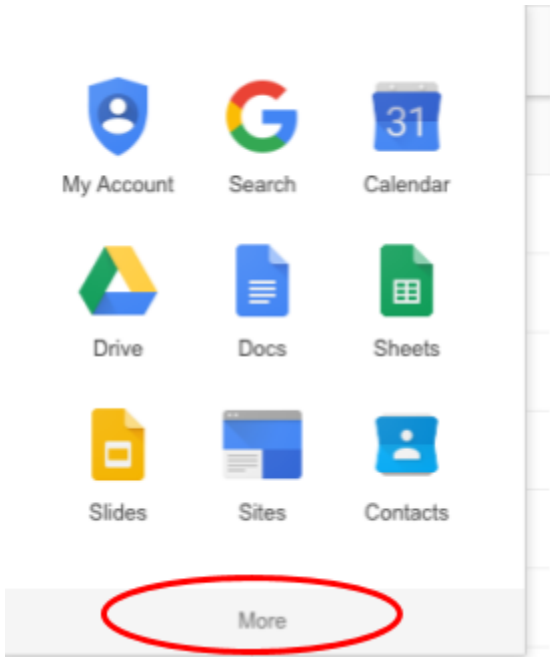 31
My Account Search Calendar
Drive Docs Sheets
Slides Sites Contacts
More